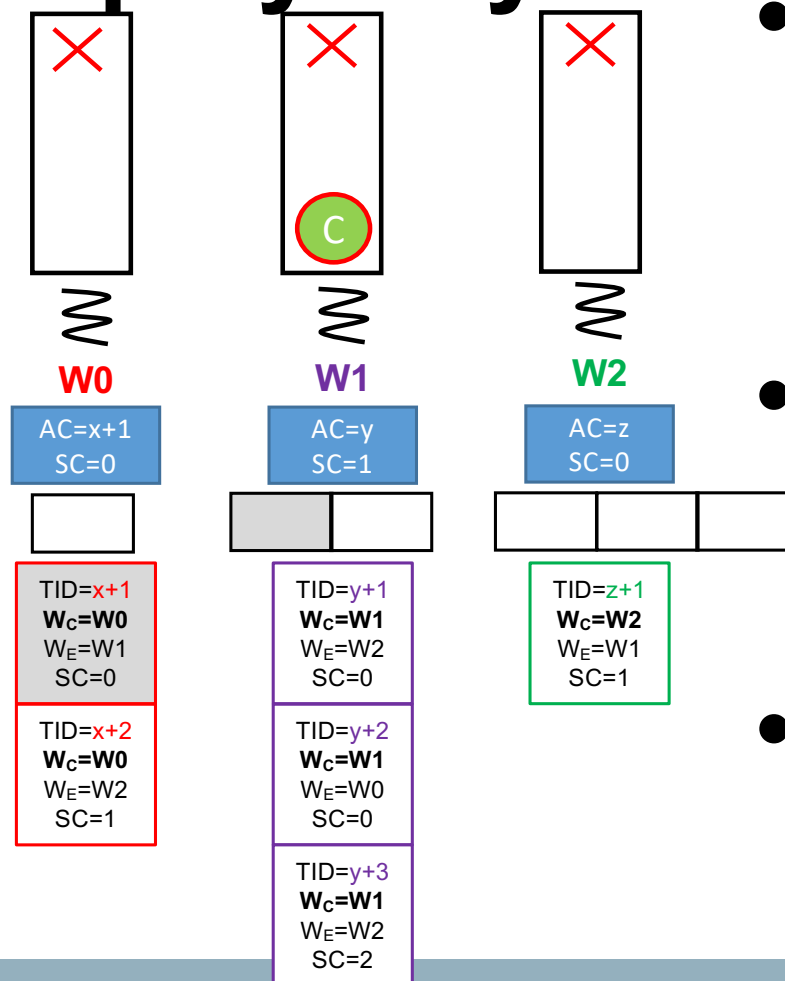 C
W0
W1
W2
AC=x+1
SC=0
AC=y
SC=1
AC=z
SC=0
TID=x+1
WC=W0
WE=W1
SC=0
TID=x+2
WC=W0
WE=W2
SC=1
TID=y+1
WC=W1
WE=W2
SC=0
TID=y+2
WC=W1
WE=W0
SC=0
TID=y+3
WC=W1
WE=W2
SC=2
TID=z+1
WC=W2
WE=W1
SC=1